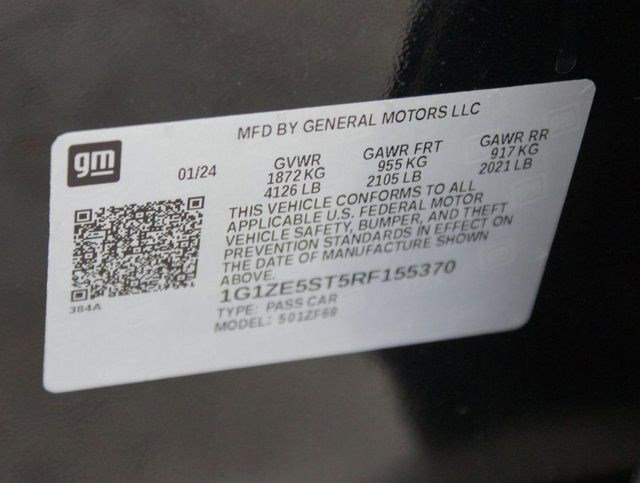 MFD BY GENERAL MOTORS LLC
gm
01/24
GVWR GAWR FRT GAWR RR
1872 KG 955 KG 917 KG
4126 LB 2105 LB 2021 LB
THIS VEHICLE CONFORMS TO ALL
APPLICABLE U.S. FEDERAL MOTOR
VEHICLE SAFETY, BUMPER, AND THEFT
PREVENTION STANDARDS IN EFFECT ON
THE DATE OF MANUFACTURE SHOWN
ABOVE.
1G1ZE5ST5RF155370
TYPE: PASS CAR
MODEL: 501ZF69
384A